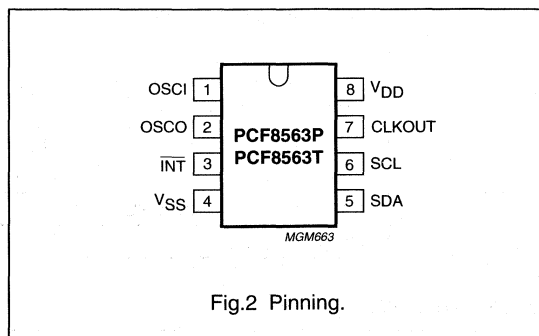 OSCI 1
OSCO 2
INT 3
VSS 4
PCF8563P
PCF8563T
8 VDD
7 CLKOUT
6 SCL
5 SDA
MGM663
Fig.2 Pinning.